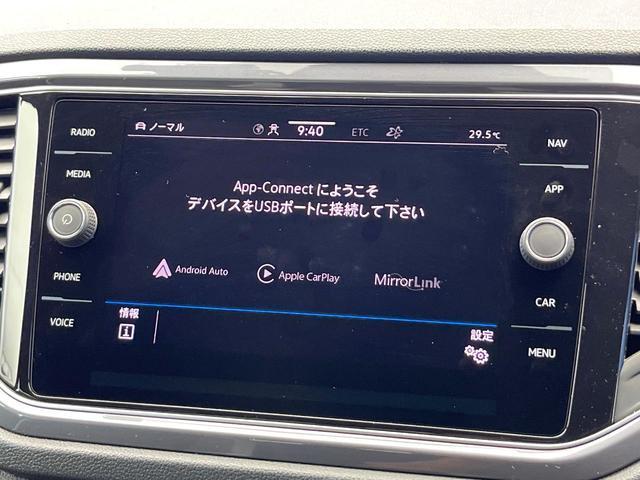 RADIO
MEDIA
PHONE
VOICE
ノーマル
9:40
ETC
29.5℃
App-Connect にようこそ
デバイスをUSBポートに接続して下さい
Android Auto
Apple CarPlay
MirrorLink
情報
設定
NAV
APP
CAR
MENU